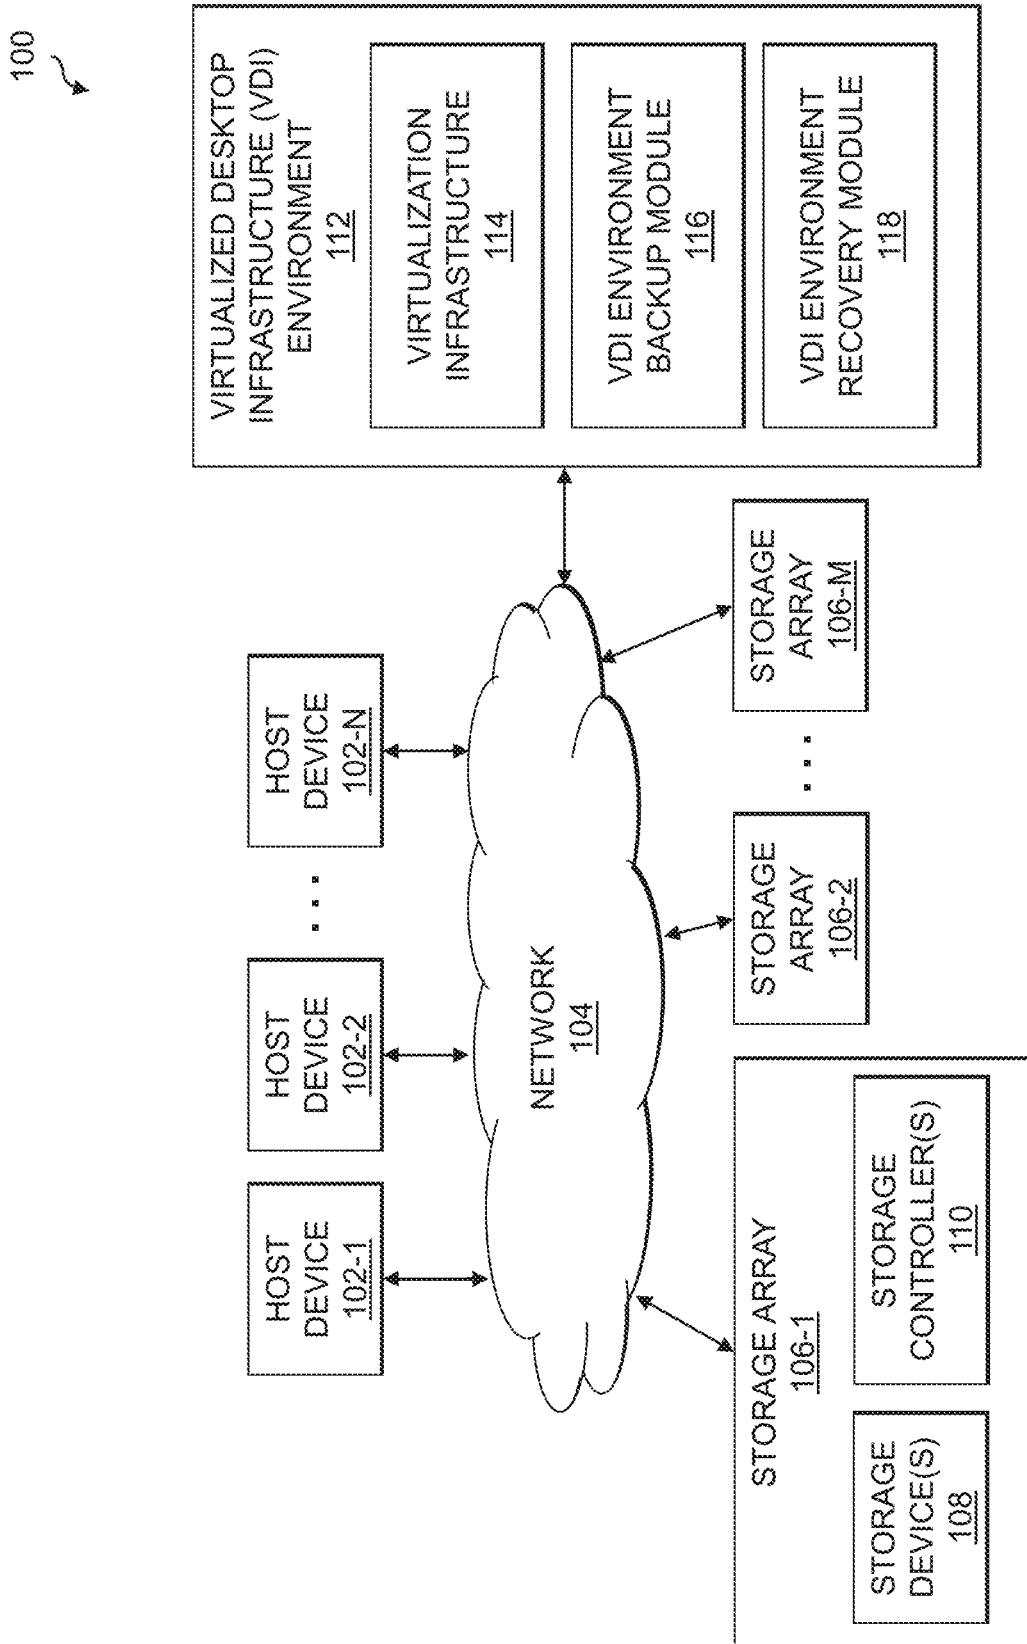 100
HOST
DEVICE
102-1
HOST
DEVICE
102-2
. . .
HOST
DEVICE
102-N
NETWORK
104
STORAGE ARRAY
106-1
STORAGE
DEVICE(S)
108
STORAGE
CONTROLLER(S)
110
STORAGE
ARRAY
106-2
. . .
STORAGE
ARRAY
106-M
VIRTUALIZED DESKTOP
INFRASTRUCTURE (VDI)
ENVIRONMENT
112
VIRTUALIZATION
INFRASTRUCTURE
114
VDI ENVIRONMENT
BACKUP MODULE
116
VDI ENVIRONMENT
RECOVERY MODULE
118